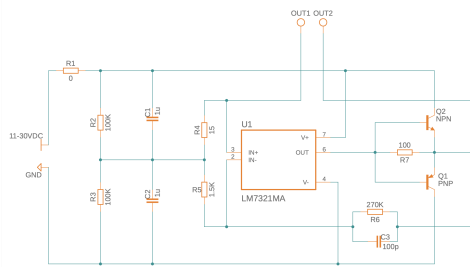 OUT1 OUT2
R1
0
11-30VDC
GND
R2
100K
C1
1u
R3
100K
C2
1u
R4
15
R5
1.5K
U1
3
2
IN+
IN-
V+
OUT
V-
7
6
4
LM7321MA
Q2
NPN
100
R7
Q1
PNP
270K
R6
C3
100p